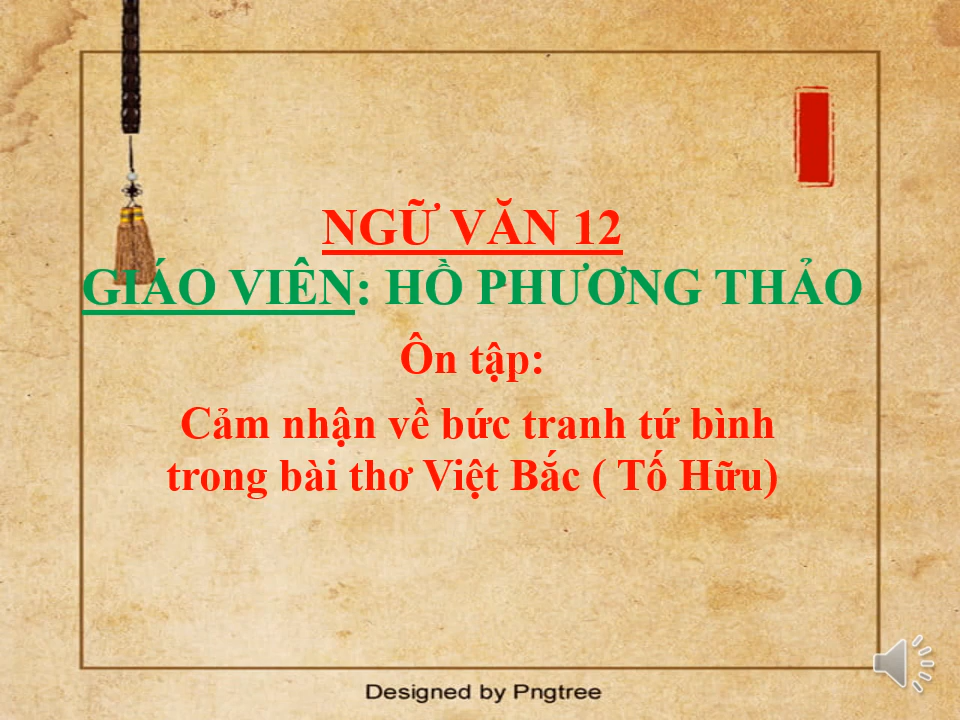 NGỮ VĂN 12
GIÁO VIÊN: HỒ PHƯƠNG THẢO
Ôn tập:
Cảm nhận về bức tranh tứ bình
trong bài thơ Việt Bắc ( Tố Hữu)
Designed by Pngtree